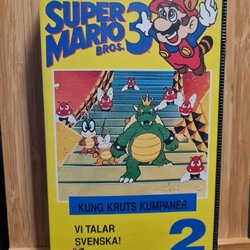 SUPER
MARIO 3
BROS.
KUNG KRUTS KUMPANER
VI TALAR
SVENSKA!
2